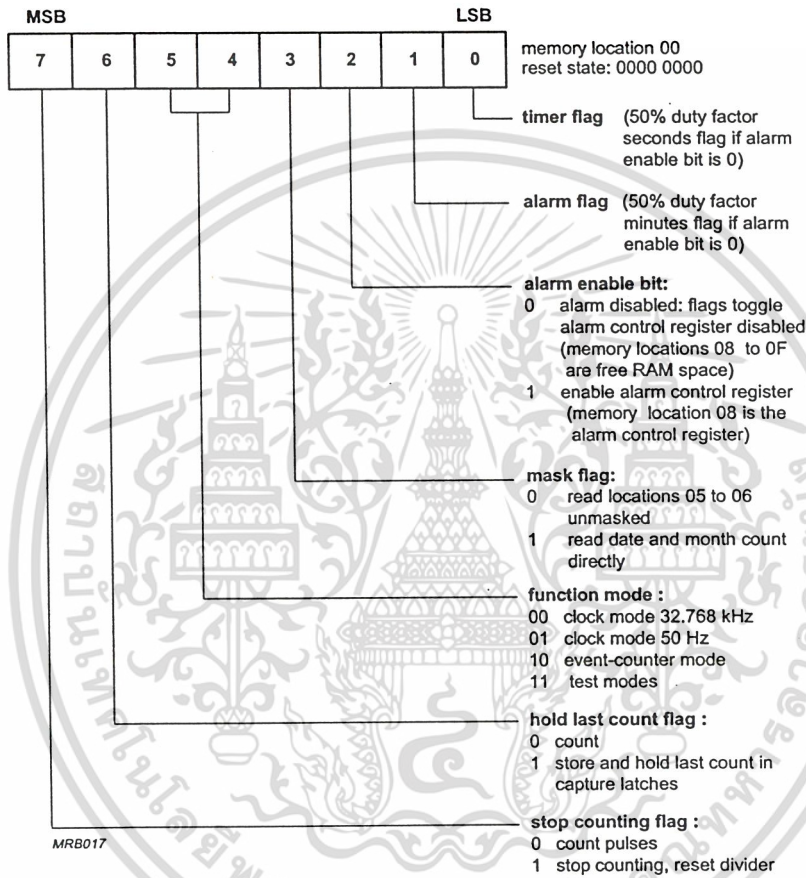 MSB LSB
7 6 5 4 3 2 1 0
memory location 00
reset state: 0000 0000
timer flag (50% duty factor
seconds flag if alarm
enable bit is 0)
alarm flag (50% duty factor
minutes flag if alarm
enable bit is 0)
alarm enable bit:
0 alarm disabled: flags toggle
alarm control register disabled
(memory locations 08 to 0F
are free RAM space)
1 enable alarm control register
(memory location 08 is the
alarm control register)
mask flag:
0 read locations 05 to 06
unmasked
1 read date and month count
directly
function mode :
00 clock mode 32.768 kHz
01 clock mode 50 Hz
10 event-counter mode
11 test modes
hold last count flag :
0 count
1 store and hold last count in
capture latches
stop counting flag :
0 count pulses
1 stop counting, reset divider
MRB017